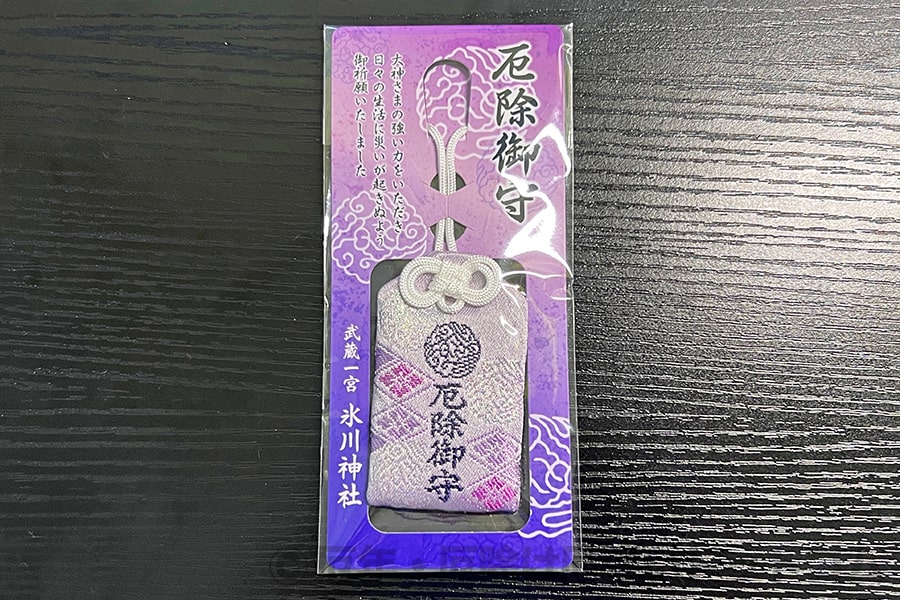 厄除御守
大神さまの強い力をいただき
日々の生活に災いが起きぬよう
御祈願いたしました
武蔵一宮 氷川神社
厄除御守